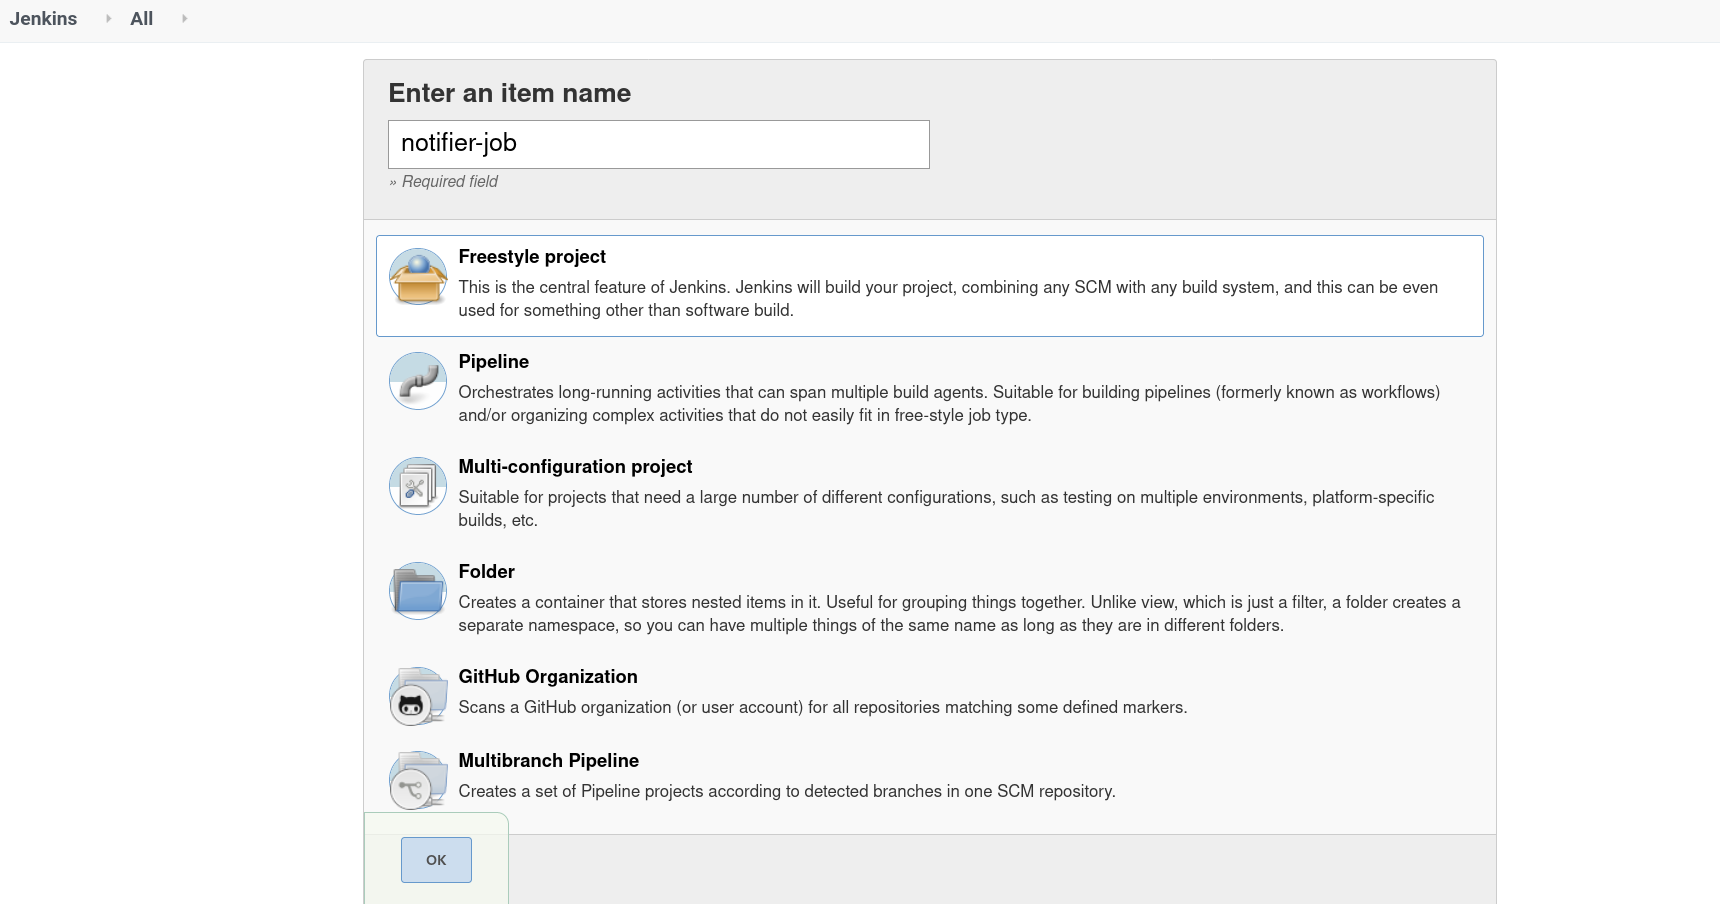 Jenkins All
Enter an item name
notifier-job
» Required field
Freestyle project
This is the central feature of Jenkins. Jenkins will build your project, combining any SCM with any build system, and this can be even
used for something other than software build.
Pipeline
Orchestrates long-running activities that can span multiple build agents. Suitable for building pipelines (formerly known as workflows)
and/or organizing complex activities that do not easily fit in free-style job type.
Multi-configuration project
Suitable for projects that need a large number of different configurations, such as testing on multiple environments, platform-specific
builds, etc.
Folder
Creates a container that stores nested items in it. Useful for grouping things together. Unlike view, which is just a filter, a folder creates a
separate namespace, so you can have multiple things of the same name as long as they are in different folders.
GitHub Organization
Scans a GitHub organization (or user account) for all repositories matching some defined markers.
Multibranch Pipeline
Creates a set of Pipeline projects according to detected branches in one SCM repository.
OK